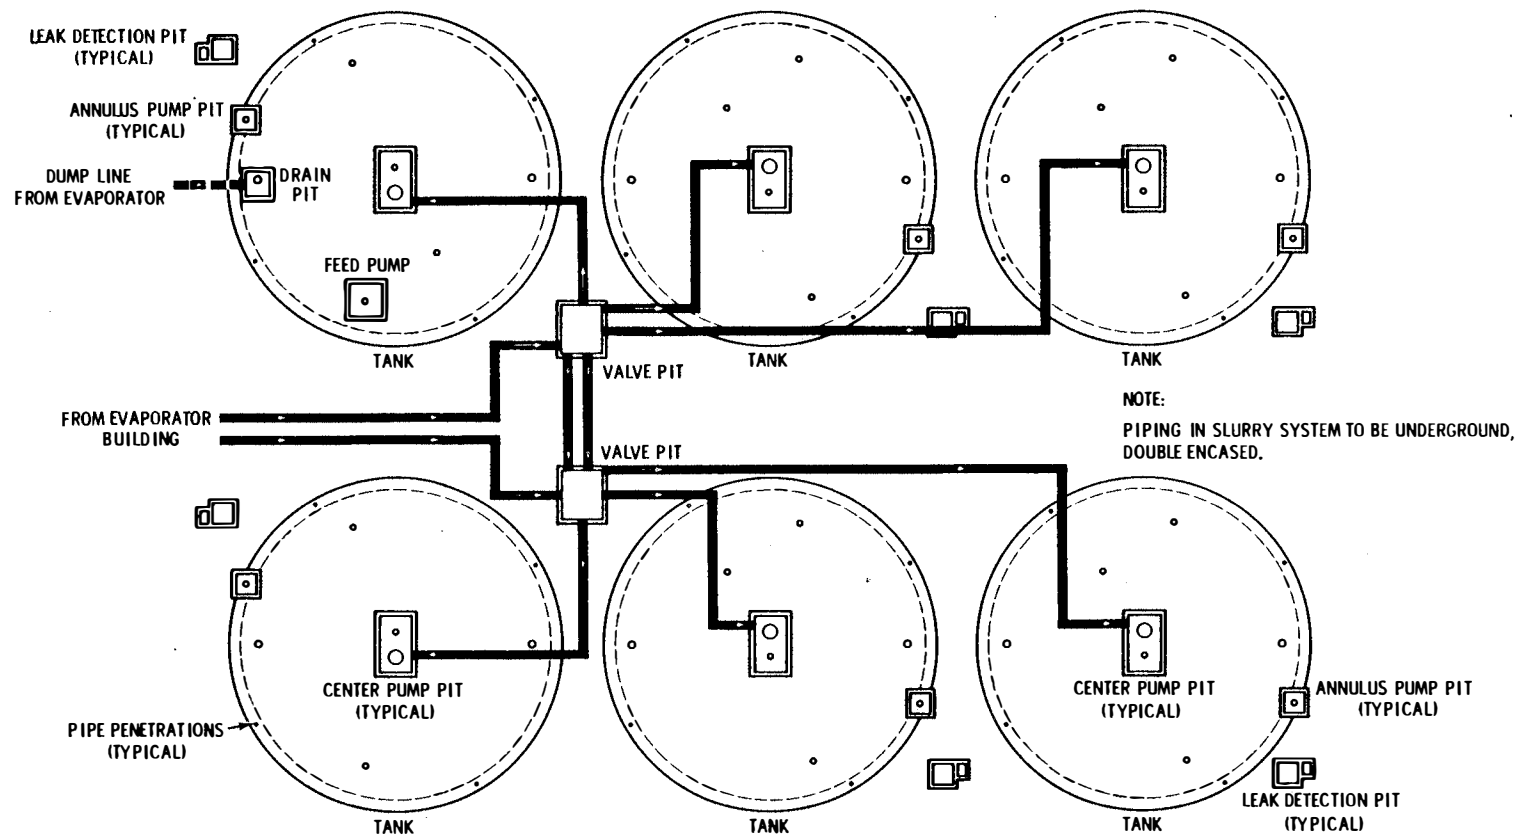 LEAK DETECTION PIT
(TYPICAL)
ANNULUS PUMP PIT
(TYPICAL)
DUMP LINE
FROM EVAPORATOR
DRAIN
PIT
FEED PUMP
TANK
TANK
TANK
VALVE PIT
FROM EVAPORATOR
BUILDING
NOTE:
PIPING IN SLURRY SYSTEM TO BE UNDERGROUND,
DOUBLE ENCASED.
VALVE PIT
CENTER PUMP PIT
(TYPICAL)
PIPE PENETRATIONS
(TYPICAL)
CENTER PUMP PIT
(TYPICAL)
ANNULUS PUMP PIT
(TYPICAL)
LEAK DETECTION PIT
(TYPICAL)
TANK
TANK
TANK